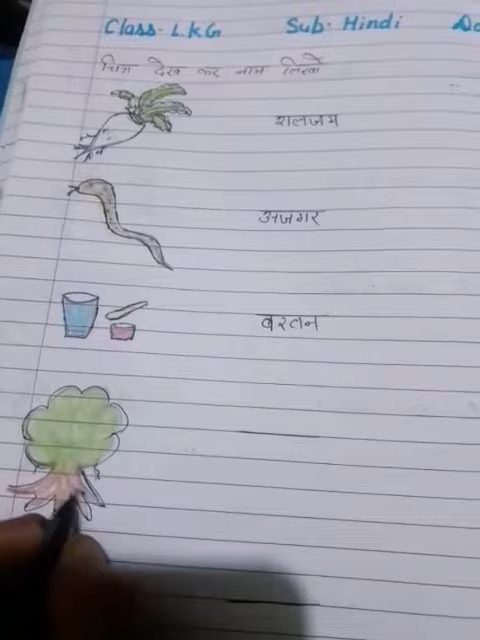 Class. L.K.G Sub. Hindi
चित्र देख कर नाम लिखो
शलजम
अजगर
बरतन